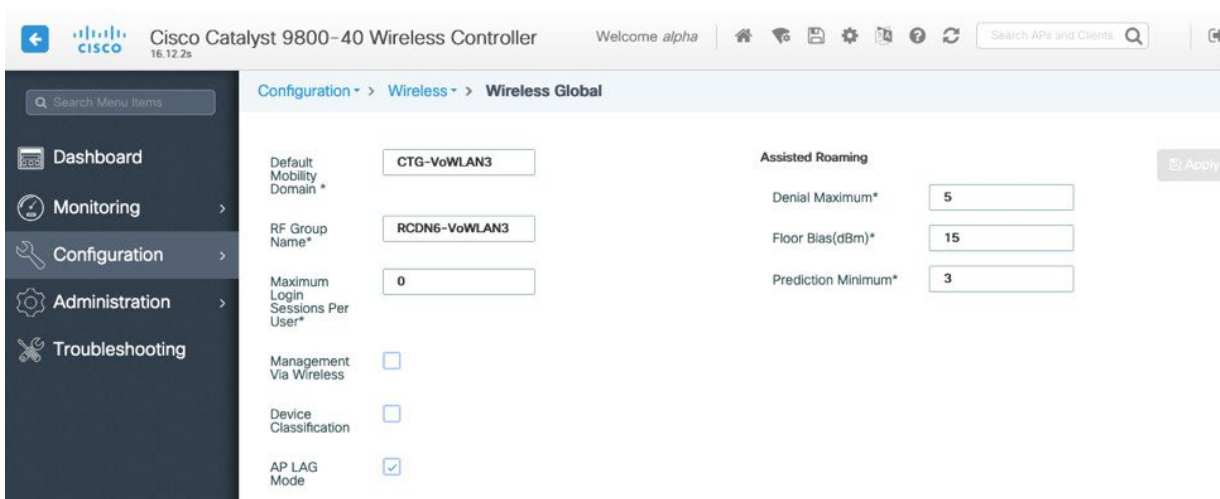 CISCO
Cisco Catalyst 9800-40 Wireless Controller
16.12.2s
Welcome alpha
Search APs and Clients
Search Menu Items
Configuration > Wireless > Wireless Global
Dashboard
Monitoring >
Configuration >
Administration >
Troubleshooting
Default
Mobility
Domain *
CTG-VoWLAN3
RF Group
Name*
RCDN6-VoWLAN3
Maximum
Login
Sessions Per
User*
0
Management
Via Wireless
Device
Classification
AP LAG
Mode
Assisted Roaming
Denial Maximum*
5
Floor Bias(dBm)*
15
Prediction Minimum*
3
Apply